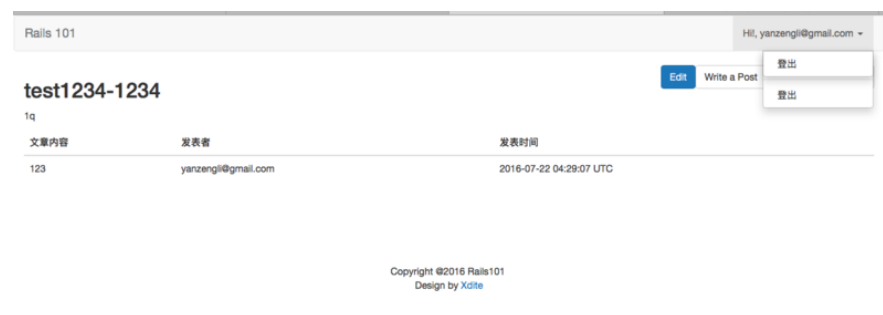 Rails 101 Hi!, yanzengli@gmail.com
登出
Edit Write a Post
登出
test1234-1234
1q
文章内容 发表者 发表时间
123 yanzengli@gmail.com 2016-07-22 04:29:07 UTC
Copyright @2016 Rails101
Design by Xdite